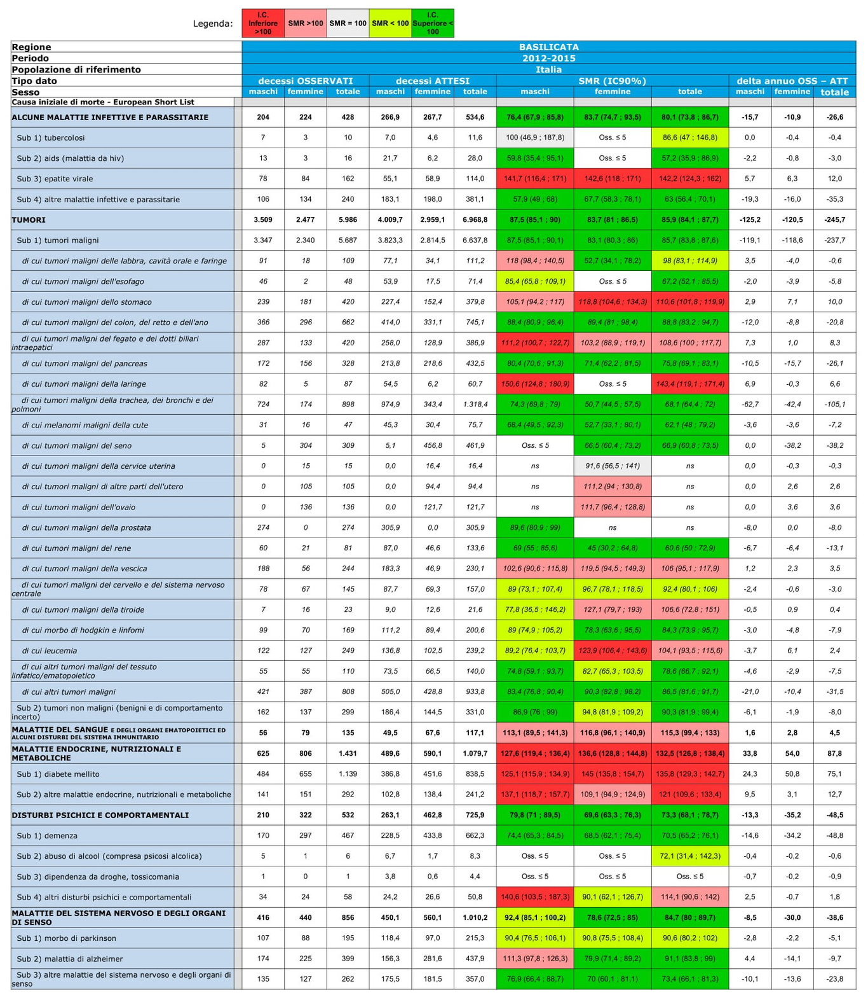 Legenda: I.C. Inferiore >100 SMR >100 SMR = 100 SMR < 100 I.C. Superiore < 100
Regione BASILICATA
Periodo 2012-2015
Popolazione di riferimento Italia
Tipo dato decessi OSSERVATI decessi ATTESI SMR (IC90%) delta annuo OSS – ATT
Sesso maschi femmine totale maschi femmine totale maschi femmine totale maschi femmine totale
Causa iniziale di morte - European Short List
ALCUNE MALATTIE INFETTIVE E PARASSITARIE 204 224 428 266,9 267,7 534,6 76,4 (67,9 ; 85,8) 83,7 (74,7 ; 93,5) 80,1 (73,8 ; 86,7) -15,7 -10,9 -26,6
Sub 1) tubercolosi 7 3 10 7,0 4,6 11,6 100 (46,9 ; 187,8) Oss. ≤ 5 86,6 (47 ; 146,8) 0,0 -0,4 -0,4
Sub 2) aids (malattia da hiv) 13 3 16 21,7 6,2 28,0 59,8 (35,4 ; 95,1) Oss. ≤ 5 57,2 (35,9 ; 86,9) -2,2 -0,8 -3,0
Sub 3) epatite virale 78 84 162 55,1 58,9 114,0 141,7 (116,4 ; 171) 142,6 (118 ; 171) 142,2 (124,3 ; 162) 5,7 6,3 12,0
Sub 4) altre malattie infettive e parassitarie 106 134 240 183,1 198,0 381,1 57,9 (49 ; 68) 67,7 (58,3 ; 78,1) 63 (56,4 ; 70,1) -19,3 -16,0 -35,3
TUMORI 3.509 2.477 5.986 4.009,7 2.959,1 6.968,8 87,5 (85,1 ; 90) 83,7 (81 ; 86,5) 85,9 (84,1 ; 87,7) -125,2 -120,5 -245,7
Sub 1) tumori maligni 3.347 2.340 5.687 3.823,3 2.814,5 6.637,8 87,5 (85,1 ; 90,1) 83,1 (80,3 ; 86) 85,7 (83,8 ; 87,6) -119,1 -118,6 -237,7
di cui tumori maligni delle labbra, cavità orale e faringe 91 18 109 77,1 34,1 111,2 118 (98,4 ; 140,5) 52,7 (34,1 ; 78,2) 98 (83,1 ; 114,9) 3,5 -4,0 -0,6
di cui tumori maligni dell'esofago 46 2 48 53,9 17,5 71,4 85,4 (65,8 ; 109,1) Oss. ≤ 5 67,2 (52,1 ; 85,5) -2,0 -3,9 -5,8
di cui tumori maligni dello stomaco 239 181 420 227,4 152,4 379,8 105,1 (94,2 ; 117) 118,8 (104,6 ; 134,3) 110,6 (101,8 ; 119,9) 2,9 7,1 10,0
di cui tumori maligni del colon, del retto e dell'ano 366 296 662 414,0 331,1 745,1 88,4 (80,9 ; 96,4) 89,4 (81 ; 98,4) 88,8 (83,2 ; 94,7) -12,0 -8,8 -20,8
di cui tumori maligni del fegato e dei dotti biliari
intraepatici 287 133 420 258,0 128,9 386,9 111,2 (100,7 ; 122,7) 103,2 (88,9 ; 119,1) 108,6 (100 ; 117,7) 7,3 1,0 8,3
di cui tumori maligni del pancreas 172 156 328 213,8 218,6 432,5 80,4 (70,6 ; 91,3) 71,4 (62,2 ; 81,5) 75,8 (69,1 ; 83,1) -10,5 -15,7 -26,1
di cui tumori maligni della laringe 82 5 87 54,5 6,2 60,7 150,6 (124,8 ; 180,9) Oss. ≤ 5 143,4 (119,1 ; 171,4) 6,9 -0,3 6,6
di cui tumori maligni della trachea, dei bronchi e dei
polmoni 724 174 898 974,9 343,4 1.318,4 74,3 (69,8 ; 79) 50,7 (44,5 ; 57,5) 68,1 (64,4 ; 72) -62,7 -42,4 -105,1
di cui melanomi maligni della cute 31 16 47 45,3 30,4 75,7 68,4 (49,5 ; 92,3) 52,7 (33,1 ; 80,1) 62,1 (48 ; 79,2) -3,6 -3,6 -7,2
di cui tumori maligni del seno 5 304 309 5,1 456,8 461,9 Oss. ≤ 5 66,5 (60,4 ; 73,2) 66,9 (60,8 ; 73,5) 0,0 -38,2 -38,2
di cui tumori maligni della cervice uterina 0 15 15 0,0 16,4 16,4 ns 91,6 (56,5 ; 141) ns 0,0 -0,3 -0,3
di cui tumori maligni di altre parti dell'utero 0 105 105 0,0 94,4 94,4 ns 111,2 (94 ; 130,8) ns 0,0 2,6 2,6
di cui tumori maligni dell'ovaio 0 136 136 0,0 121,7 121,7 ns 111,7 (96,4 ; 128,8) ns 0,0 3,6 3,6
di cui tumori maligni della prostata 274 0 274 305,9 0,0 305,9 89,6 (80,9 ; 99) ns ns -8,0 0,0 -8,0
di cui tumori maligni del rene 60 21 81 87,0 46,6 133,6 69 (55 ; 85,6) 45 (30,2 ; 64,8) 60,6 (50 ; 72,9) -6,7 -6,4 -13,1
di cui tumori maligni della vescica 188 56 244 183,3 46,9 230,1 102,6 (90,6 ; 115,8) 119,5 (94,5 ; 149,3) 106 (95,1 ; 117,9) 1,2 2,3 3,5
di cui tumori maligni del cervello e del sistema nervoso
centrale 78 67 145 87,7 69,3 157,0 89 (73,1 ; 107,4) 96,7 (78,1 ; 118,5) 92,4 (80,1 ; 106) -2,4 -0,6 -3,0
di cui tumori maligni della tiroide 7 16 23 9,0 12,6 21,6 77,8 (36,5 ; 146,2) 127,1 (79,7 ; 193) 106,6 (72,8 ; 151) -0,5 0,9 0,4
di cui morbo di hodgkin e linfomi 99 70 169 111,2 89,4 200,6 89 (74,9 ; 105,2) 78,3 (63,6 ; 95,5) 84,3 (73,9 ; 95,7) -3,0 -4,8 -7,9
di cui leucemia 122 127 249 136,8 102,5 239,2 89,2 (76,4 ; 103,7) 123,9 (106,4 ; 143,6) 104,1 (93,5 ; 115,6) -3,7 6,1 2,4
di cui altri tumori maligni del tessuto
linfatico/ematopoietico 55 55 110 73,5 66,5 140,0 74,8 (59,1 ; 93,7) 82,7 (65,3 ; 103,5) 78,6 (66,7 ; 92,1) -4,6 -2,9 -7,5
di cui altri tumori maligni 421 387 808 505,0 428,8 933,8 83,4 (76,8 ; 90,4) 90,3 (82,8 ; 98,2) 86,5 (81,6 ; 91,7) -21,0 -10,4 -31,5
Sub 2) tumori non maligni (benigni e di comportamento
incerto) 162 137 299 186,4 144,5 331,0 86,9 (76 ; 99) 94,8 (81,9 ; 109,2) 90,3 (81,9 ; 99,4) -6,1 -1,9 -8,0
MALATTIE DEL SANGUE E DEGLI ORGANI EMATOPOIETICI ED
ALCUNI DISTURBI DEL SISTEMA IMMUNITARIO 56 79 135 49,5 67,6 117,1 113,1 (89,5 ; 141,3) 116,8 (96,1 ; 140,9) 115,3 (99,4 ; 133) 1,6 2,8 4,5
MALATTIE ENDOCRINE, NUTRIZIONALI E
METABOLICHE 625 806 1.431 489,6 590,1 1.079,7 127,6 (119,4 ; 136,4) 136,6 (128,8 ; 144,8) 132,5 (126,8 ; 138,4) 33,8 54,0 87,8
Sub 1) diabete mellito 484 655 1.139 386,8 451,6 838,5 125,1 (115,9 ; 134,9) 145 (135,8 ; 154,7) 135,8 (129,3 ; 142,7) 24,3 50,8 75,1
Sub 2) altre malattie endocrine, nutrizionali e metaboliche 141 151 292 102,8 138,4 241,2 137,1 (118,7 ; 157,7) 109,1 (94,9 ; 124,9) 121 (109,6 ; 133,4) 9,5 3,1 12,7
DISTURBI PSICHICI E COMPORTAMENTALI 210 322 532 263,1 462,8 725,9 79,8 (71 ; 89,5) 69,6 (63,3 ; 76,3) 73,3 (68,1 ; 78,7) -13,3 -35,2 -48,5
Sub 1) demenza 170 297 467 228,5 433,8 662,3 74,4 (65,3 ; 84,5) 68,5 (62,1 ; 75,4) 70,5 (65,2 ; 76,1) -14,6 -34,2 -48,8
Sub 2) abuso di alcool (compresa psicosi alcolica) 5 1 6 6,7 1,7 8,3 Oss. ≤ 5 Oss. ≤ 5 72,1 (31,4 ; 142,3) -0,4 -0,2 -0,6
Sub 3) dipendenza da droghe, tossicomania 1 0 1 3,8 0,6 4,4 Oss. ≤ 5 Oss. ≤ 5 Oss. ≤ 5 -0,7 -0,2 -0,9
Sub 4) altri disturbi psichici e comportamentali 34 24 58 24,2 26,6 50,8 140,6 (103,5 ; 187,3) 90,1 (62,1 ; 126,7) 114,1 (90,6 ; 142) 2,5 -0,7 1,8
MALATTIE DEL SISTEMA NERVOSO E DEGLI ORGANI
DI SENSO 416 440 856 450,1 560,1 1.010,2 92,4 (85,1 ; 100,2) 78,6 (72,5 ; 85) 84,7 (80 ; 89,7) -8,5 -30,0 -38,6
Sub 1) morbo di parkinson 107 88 195 118,4 97,0 215,3 90,4 (76,5 ; 106,1) 90,8 (75,5 ; 108,4) 90,6 (80,2 ; 102) -2,8 -2,2 -5,1
Sub 2) malattia di alzheimer 174 225 399 156,3 281,6 437,9 111,3 (97,8 ; 126,3) 79,9 (71,4 ; 89,2) 91,1 (83,8 ; 99) 4,4 -14,1 -9,7
Sub 3) altre malattie del sistema nervoso e degli organi di
senso 135 127 262 175,5 181,5 357,0 76,9 (66,4 ; 88,7) 70 (60,1 ; 81,1) 73,4 (66,1 ; 81,3) -10,1 -13,6 -23,8